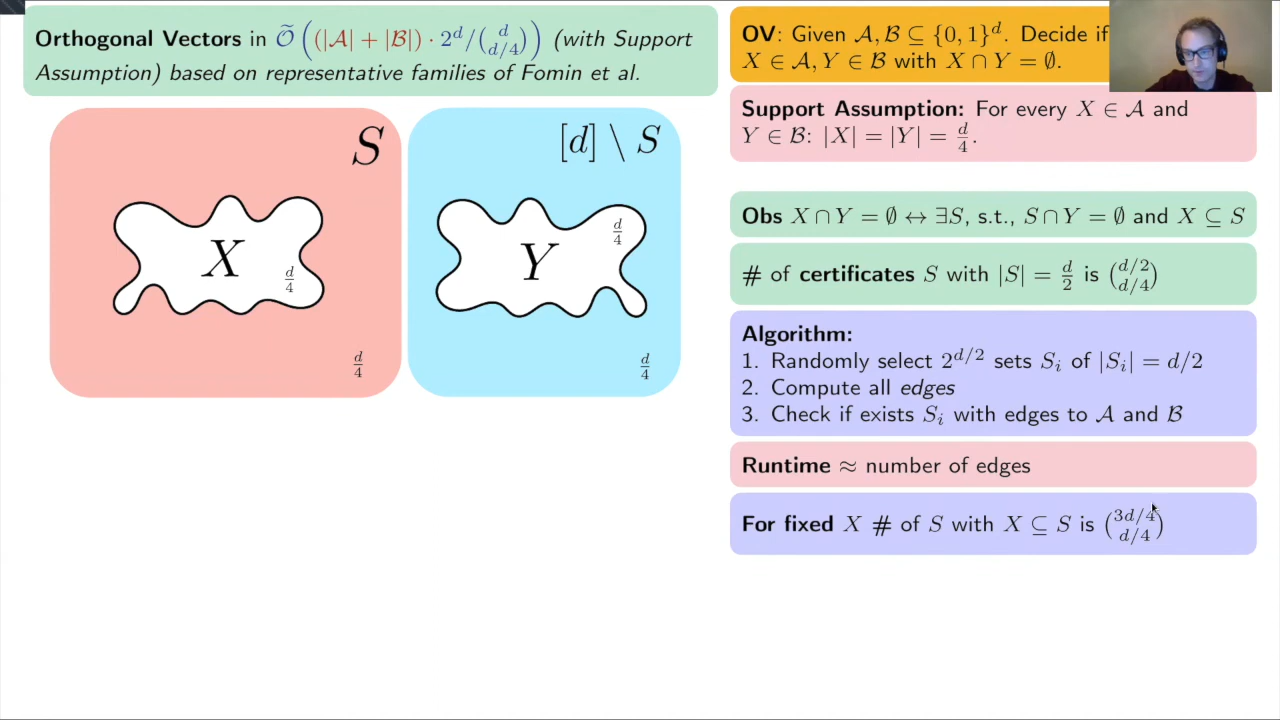 Orthogonal Vectors in Õ((|𝒜| + |ℬ|) · 2^d/(d d/4)) (with Support
Assumption) based on representative families of Fomin et al.
OV: Given 𝒜, ℬ ⊆ {0, 1}^d. Decide if
X ∈ 𝒜, Y ∈ ℬ with X ∩ Y = ∅.
Support Assumption: For every X ∈ 𝒜 and
Y ∈ ℬ: |X| = |Y| = d/4.
S
[d] \ S
X
d/4
d/4
Y
d/4
d/4
Obs X ∩ Y = ∅ ↔ ∃S, s.t., S ∩ Y = ∅ and X ⊆ S
# of certificates S with |S| = d/2 is (d/2 d/4)
Algorithm:
1. Randomly select 2^{d/2} sets S_i of |S_i| = d/2
2. Compute all edges
3. Check if exists S_i with edges to 𝒜 and ℬ
Runtime ≈ number of edges
For fixed X # of S with X ⊆ S is (3d/4 d/4)